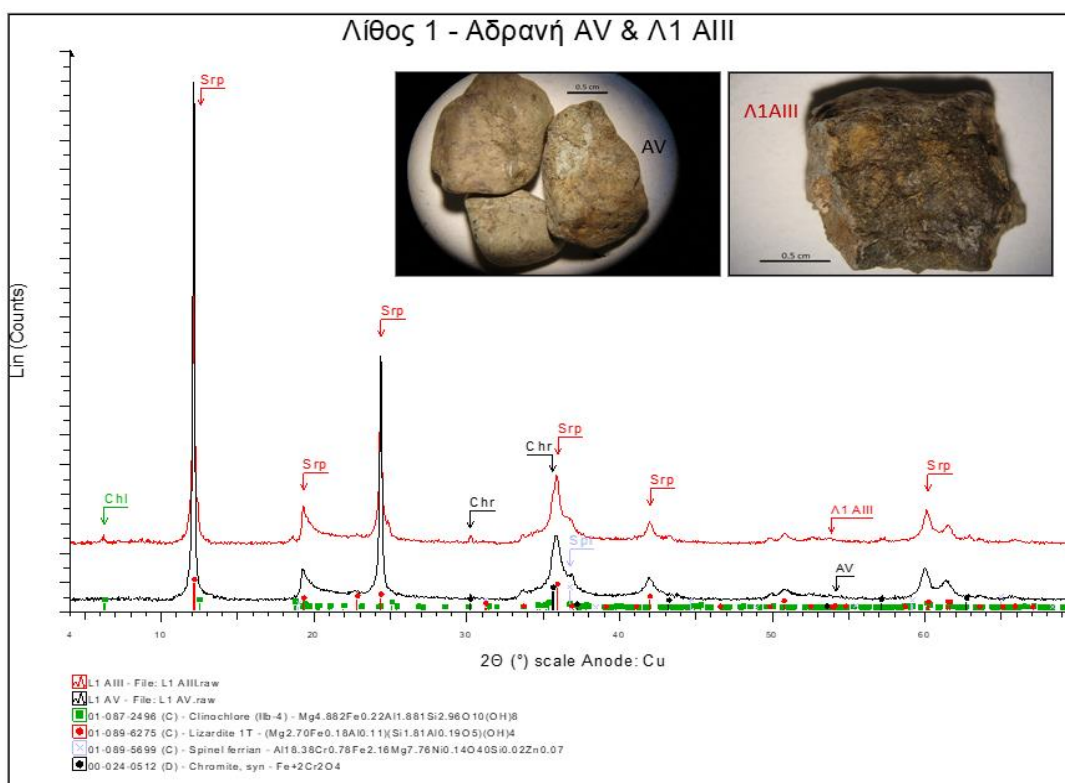 Λίθος 1 - Αδρανή AV & Λ1 AIII
0.5 cm
AV
Λ1AIII
0.5 cm
Srp
Srp
Chr
Srp
Srp
Chl
Chr
Srp
Λ1 AIII
Srp
Spl
AV
Lin (Counts)
4 10 20 30 40 50 60
2Θ (°) scale Anode: Cu
L1 AIII - File: L1 AIII.raw
L1 AV - File: L1 AV.raw
01-087-2496 (C) - Clinochlore (IIb-4) - Mg4.882Fe0.22Al1.881Si2.96O10(OH)8
01-089-6275 (C) - Lizardite 1T - (Mg2.70Fe0.18Al0.11)(Si1.81Al0.19O5)(OH)4
01-089-5699 (C) - Spinel ferrian - Al18.38Cr0.78Fe2.16Mg7.76Ni0.14O40Si0.02Zn0.07
00-024-0512 (D) - Chromite, syn - Fe+2Cr2O4